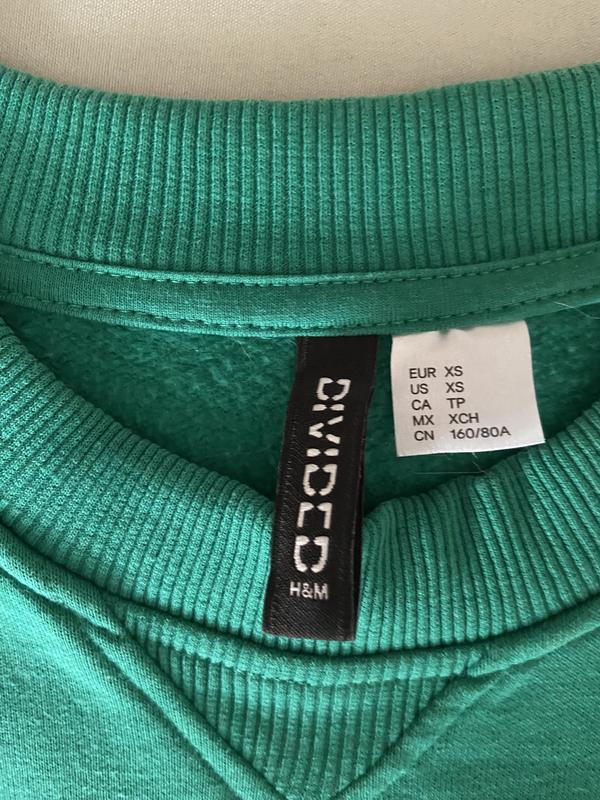 DIVIDED
H&M
EUR XS
US XS
CA TP
MX XCH
CN 160/80A